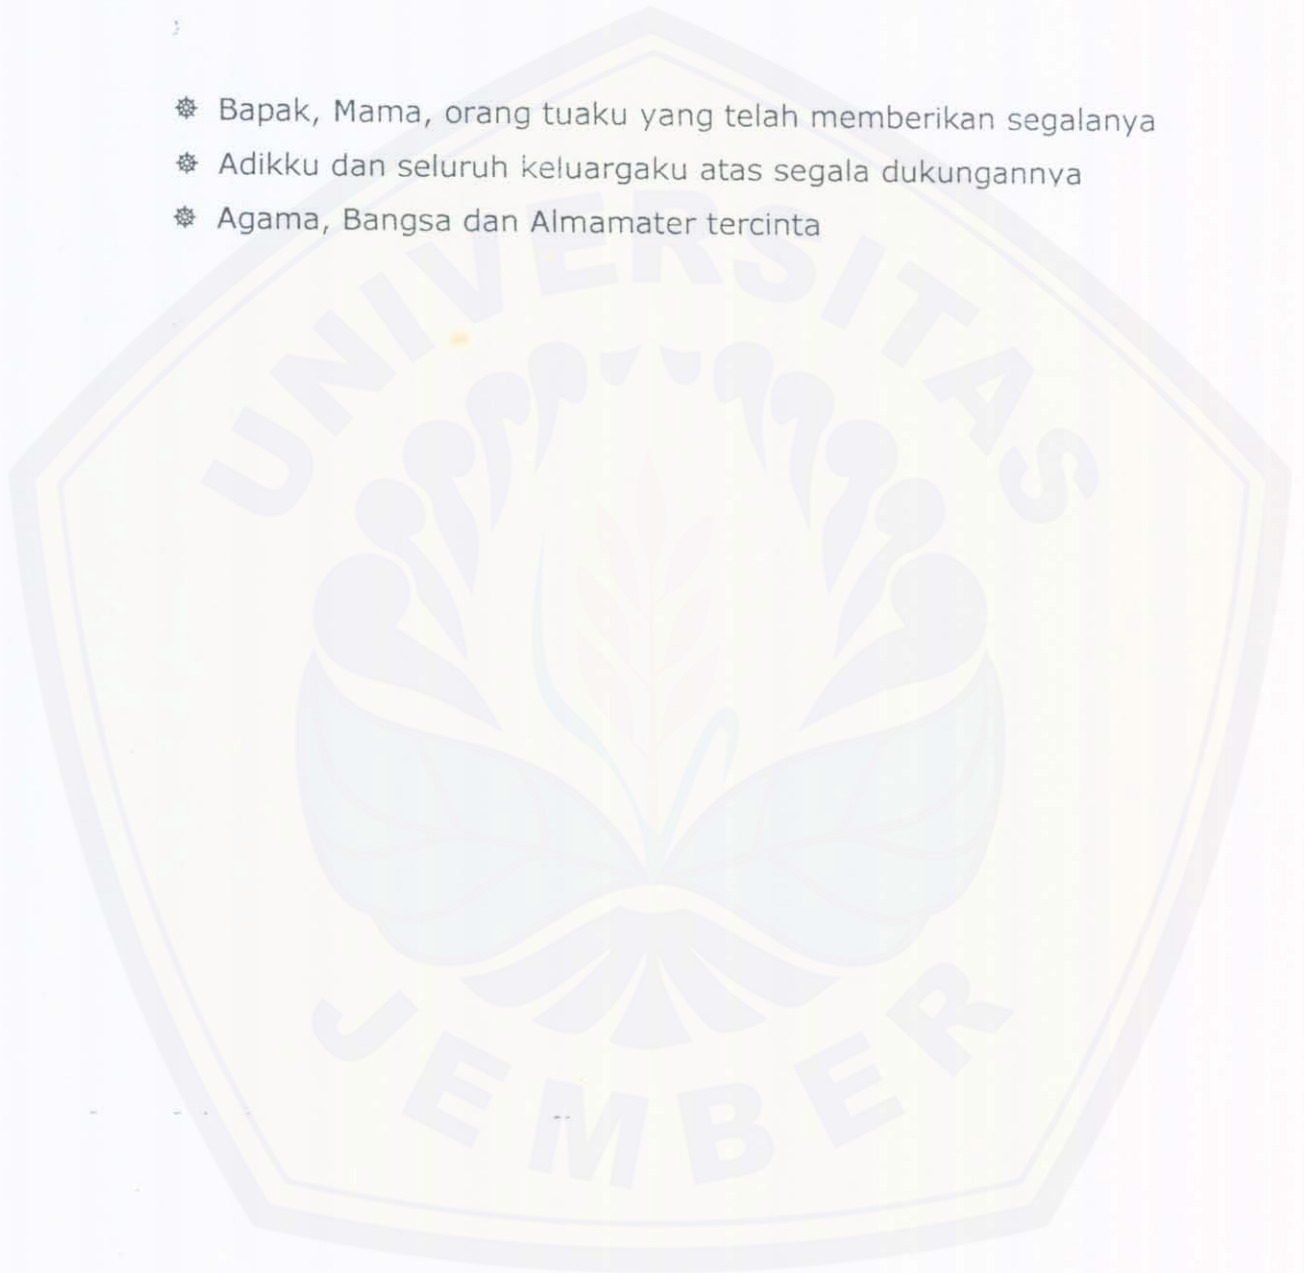 Bapak, Mama, orang tuaku yang telah memberikan segalanya
Adikku dan seluruh keluargaku atas segala dukungannya
Agama, Bangsa dan Almamater tercinta
UNIVERSITAS
JEMBER